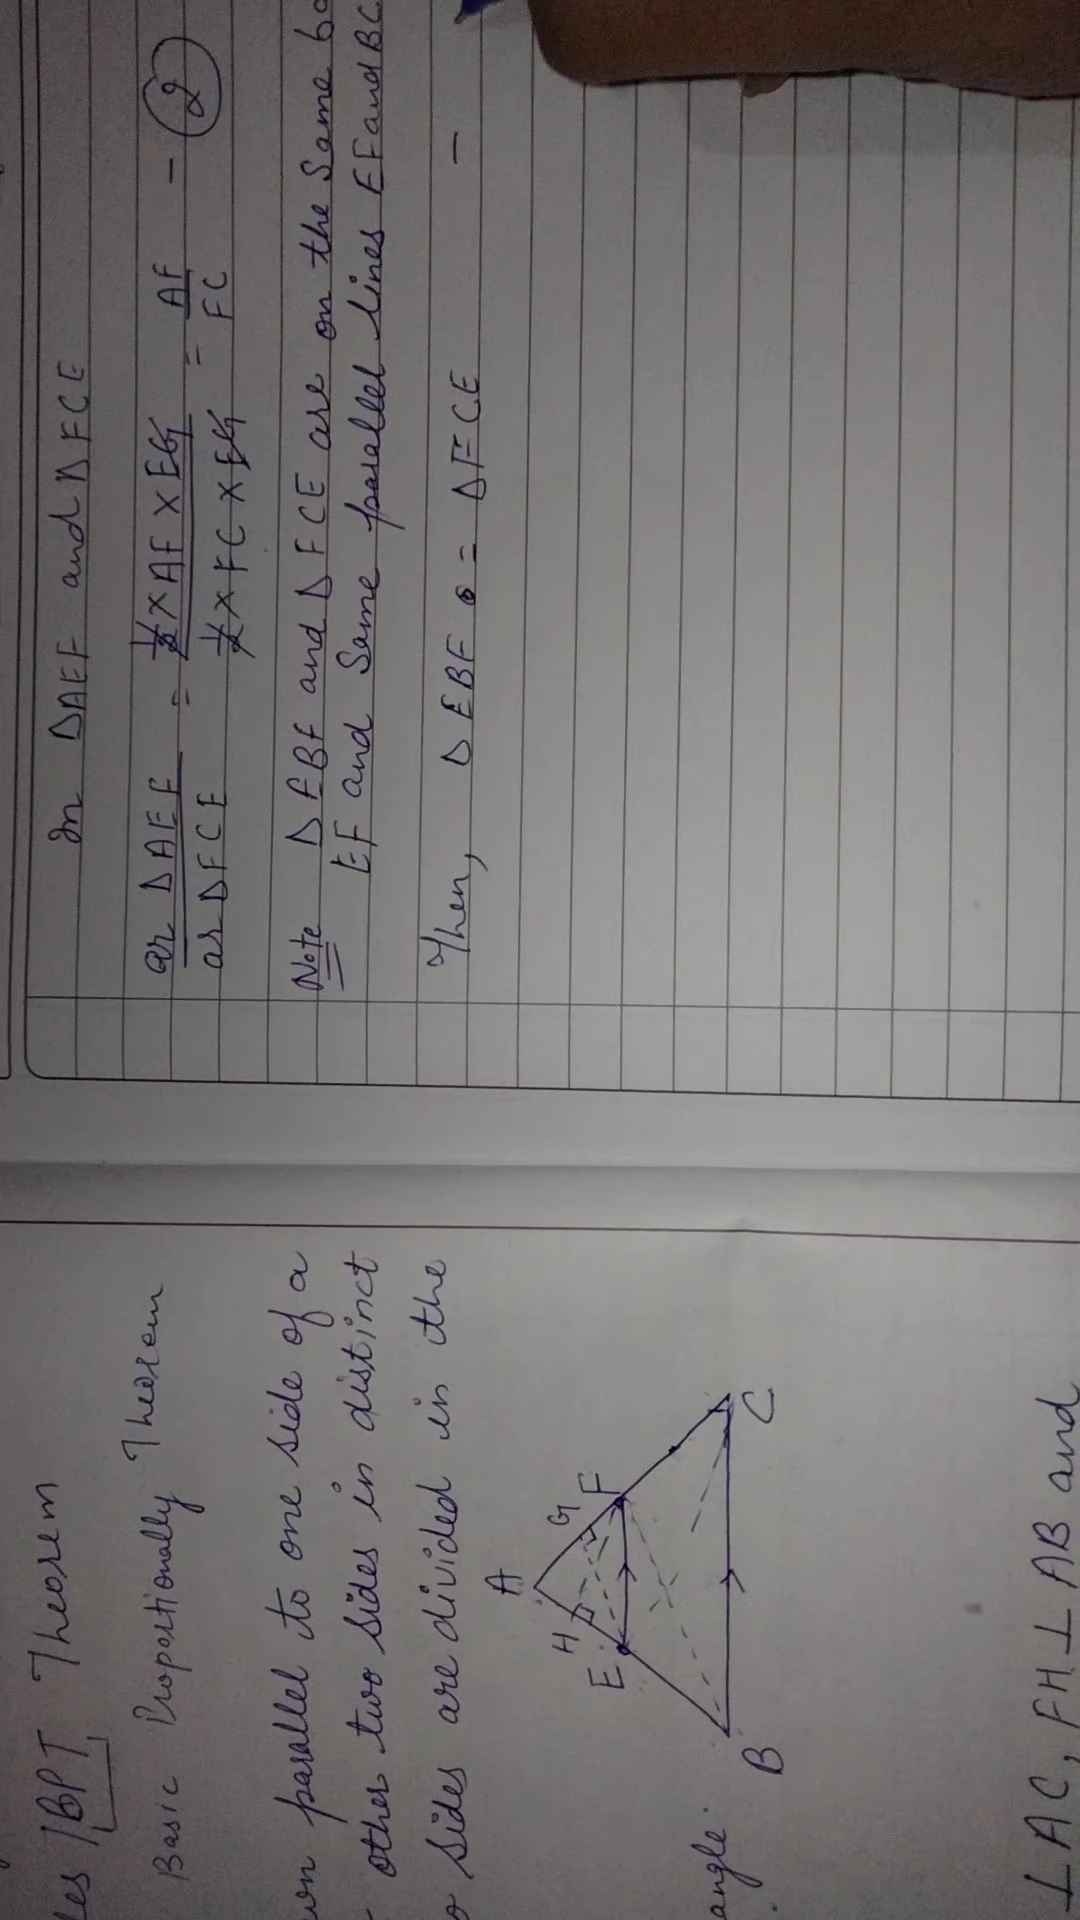 les / BPT Theorem
Basic Proportionally Theorem
parallel to one side of a
other two sides in distinct
sides are divided in the
A
H
G
E
F
B
C
angle.
⊥ AC, FH ⊥ AB and
In ΔAEF and ΔFCE
ar ΔAEF / ar ΔFCE = ½ × AF × EG / ½ × FC × EG = AF / FC – (2)
Note ΔEBF and ΔFCE are on the Same
EF and Same parallel lines EF and BC
Then, ΔEBF = ΔFCE –